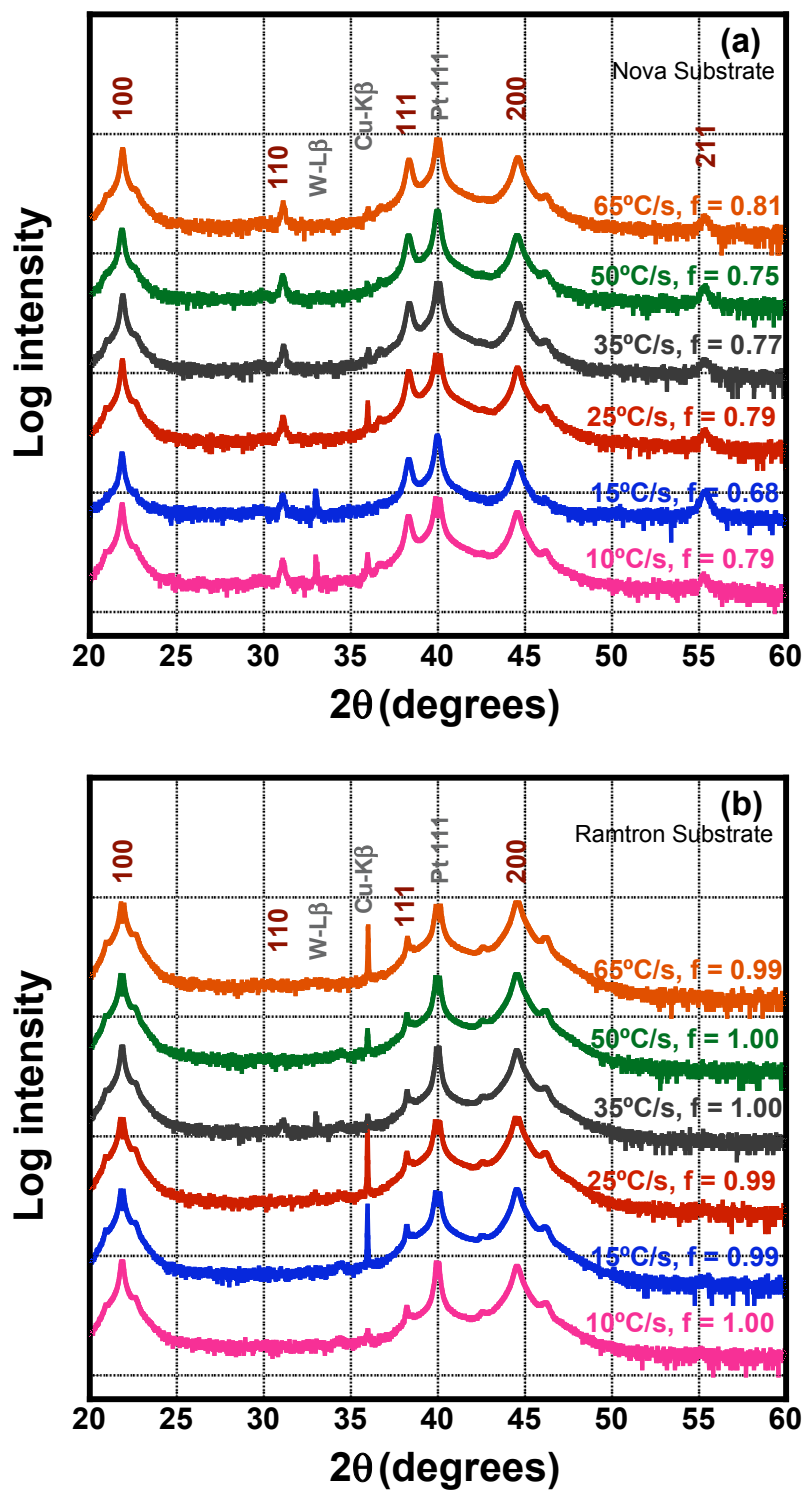 (a)
Nova Substrate
100
110
W-Lβ
Cu-Kβ
111
Pt 111
200
211
65ºC/s, f = 0.81
50ºC/s, f = 0.75
35ºC/s, f = 0.77
25ºC/s, f = 0.79
15ºC/s, f = 0.68
10ºC/s, f = 0.79
Log intensity
20 25 30 35 40 45 50 55 60
2θ (degrees)
(b)
Ramtron Substrate
100
110
W-Lβ
Cu-Kβ
111
Pt 111
200
65ºC/s, f = 0.99
50ºC/s, f = 1.00
35ºC/s, f = 1.00
25ºC/s, f = 0.99
15ºC/s, f = 0.99
10ºC/s, f = 1.00
Log intensity
20 25 30 35 40 45 50 55 60
2θ (degrees)